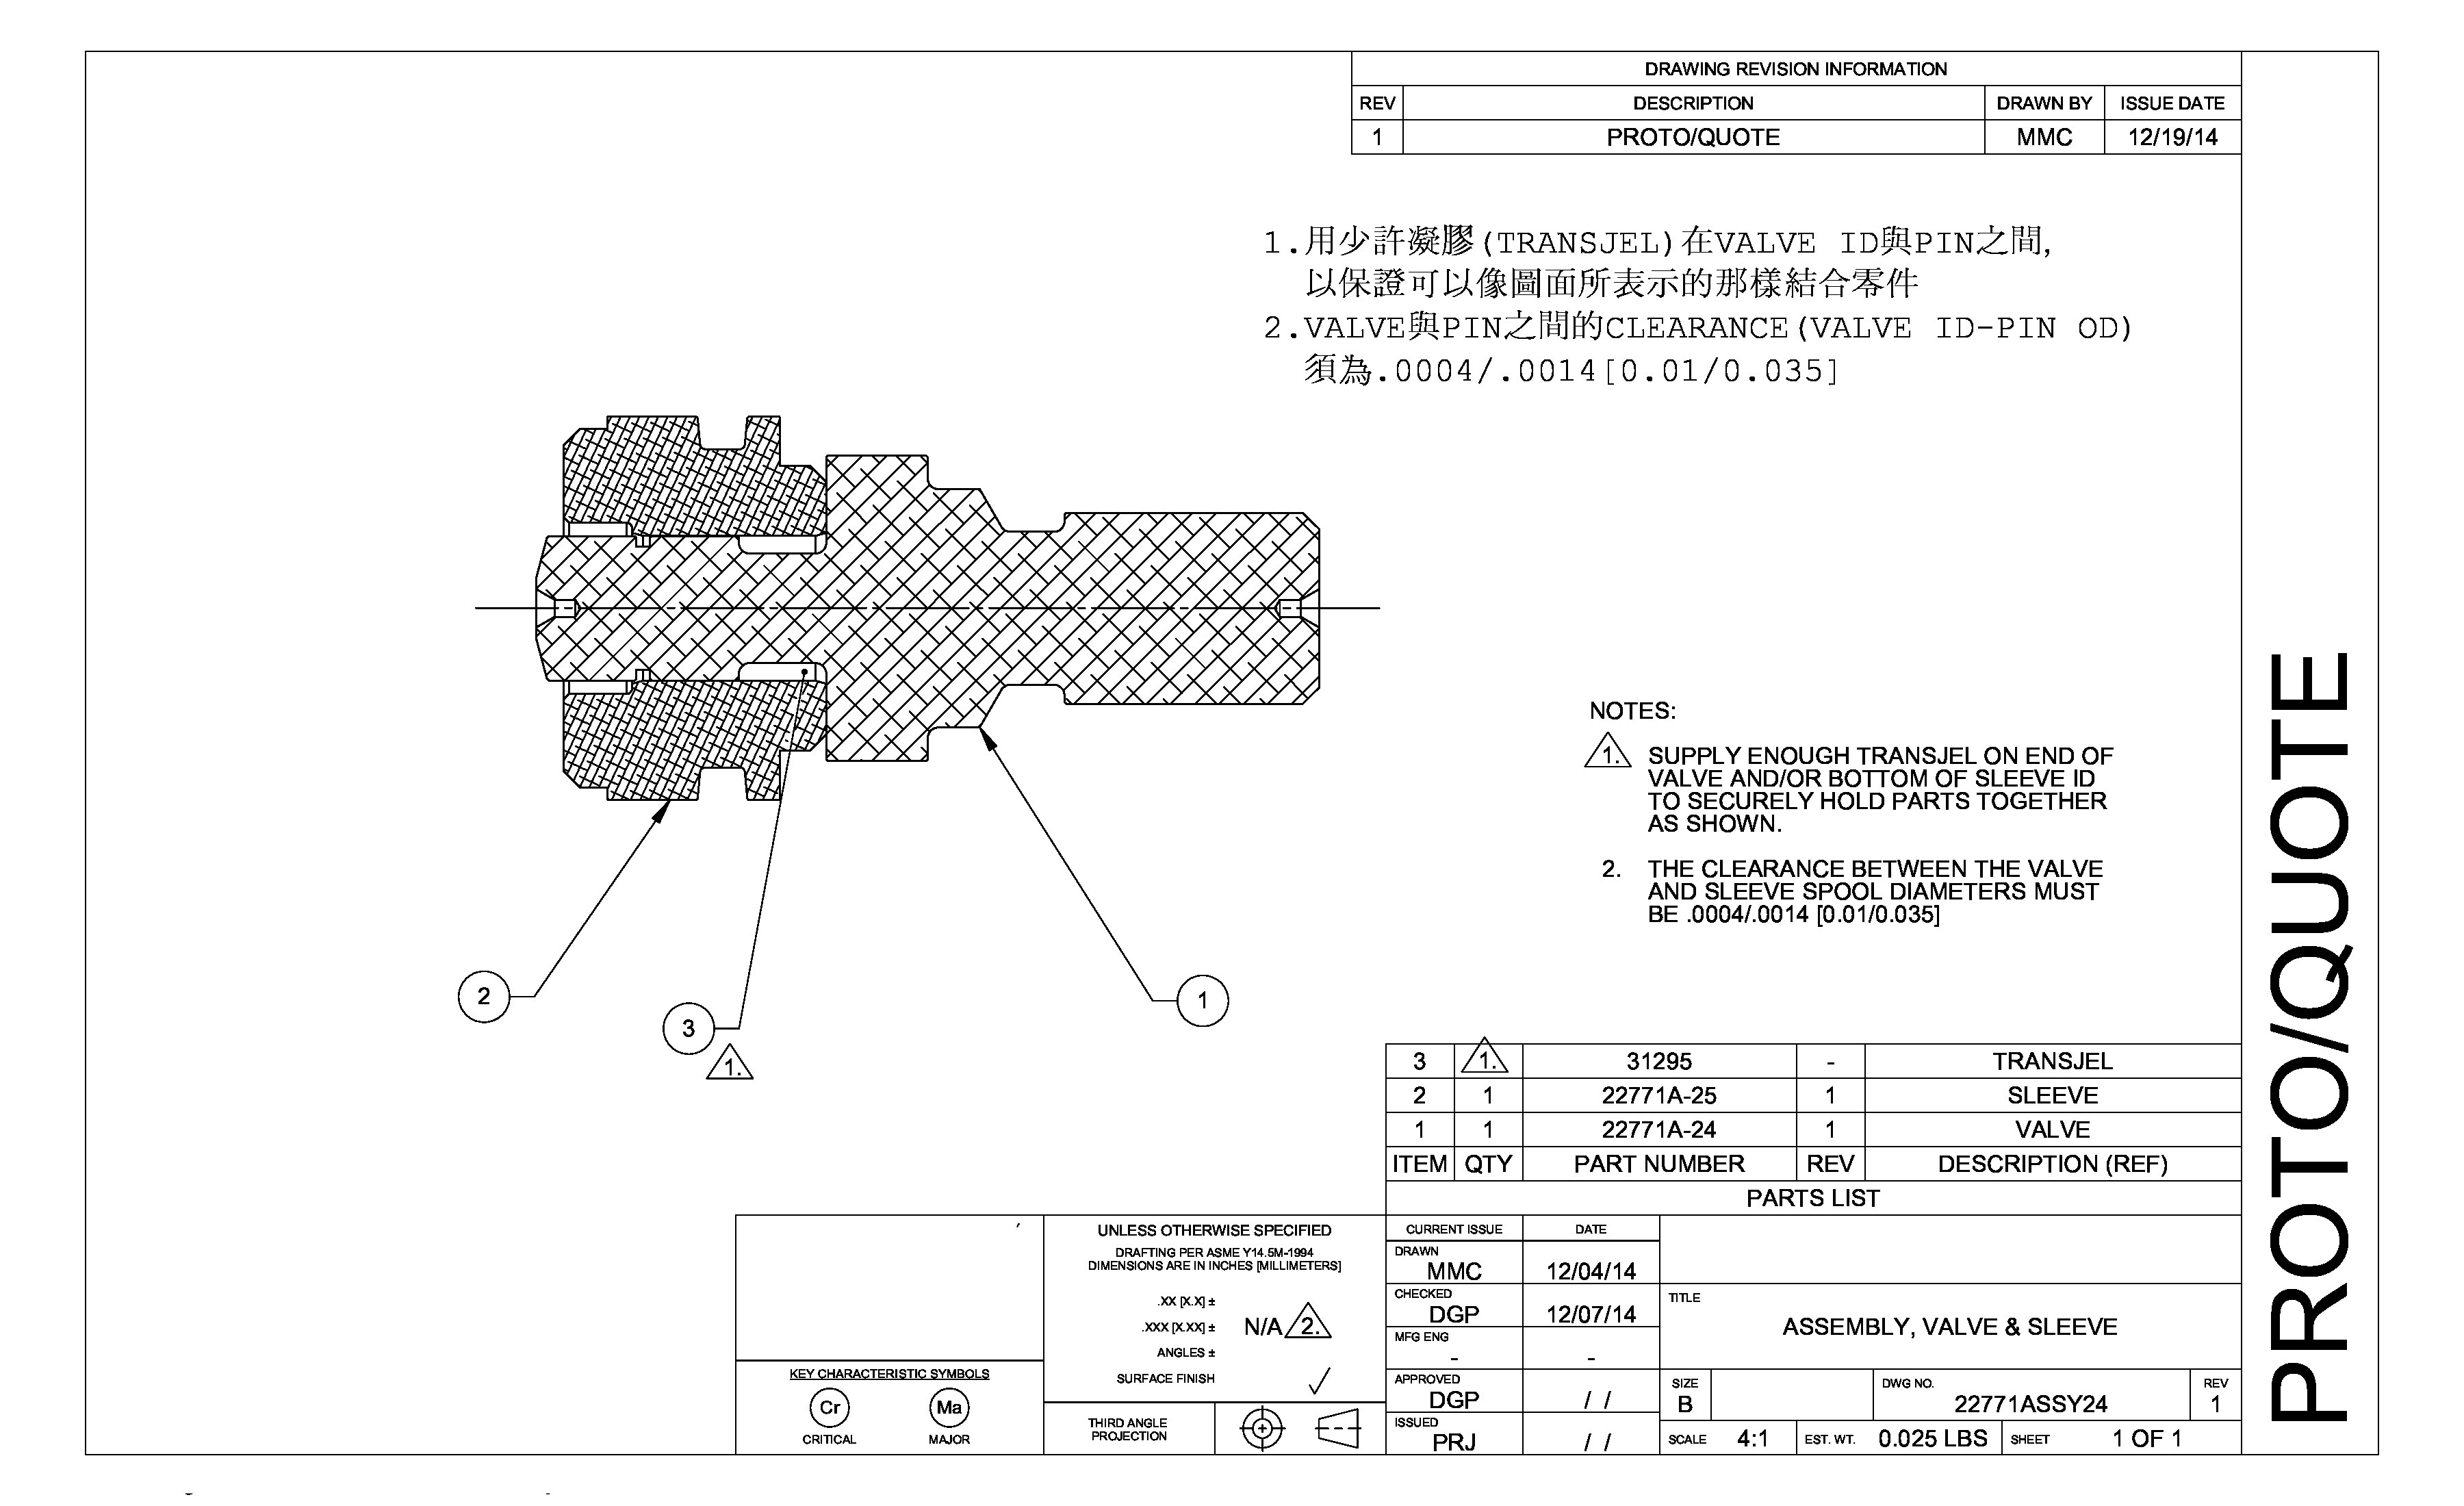 DRAWING REVISION INFORMATION
REV DESCRIPTION DRAWN BY ISSUE DATE
1 PROTO/QUOTE MMC 12/19/14
1.用少許凝膠(TRANSJEL)在VALVE ID與PIN之間,
以保證可以像圖面所表示的那樣結合零件
2.VALVE與PIN之間的CLEARANCE(VALVE ID-PIN OD)
須為.0004/.0014[0.01/0.035]
NOTES:
1. SUPPLY ENOUGH TRANSJEL ON END OF
VALVE AND/OR BOTTOM OF SLEEVE ID
TO SECURELY HOLD PARTS TOGETHER
AS SHOWN.
2. THE CLEARANCE BETWEEN THE VALVE
AND SLEEVE SPOOL DIAMETERS MUST
BE .0004/.0014 [0.01/0.035]
2
3
1.
1
3 1. 31295 - TRANSJEL
2 1 22771A-25 1 SLEEVE
1 1 22771A-24 1 VALVE
ITEM QTY PART NUMBER REV DESCRIPTION (REF)
PARTS LIST
KEY CHARACTERISTIC SYMBOLS
Cr Ma
CRITICAL MAJOR
UNLESS OTHERWISE SPECIFIED
DRAFTING PER ASME Y14.5M-1994
DIMENSIONS ARE IN INCHES [MILLIMETERS]
.XX [X.X] ±
.XXX [X.XX] ± N/A 2.
ANGLES ±
SURFACE FINISH
THIRD ANGLE
PROJECTION
CURRENT ISSUE DATE
DRAWN
MMC 12/04/14
CHECKED
DGP 12/07/14
MFG ENG
- -
APPROVED
DGP / /
ISSUED
PRJ / /
TITLE
ASSEMBLY, VALVE & SLEEVE
SIZE DWG NO. REV
B 22771ASSY24 1
SCALE 4:1 EST. WT. 0.025 LBS SHEET 1 OF 1
PROTO/QUOTE